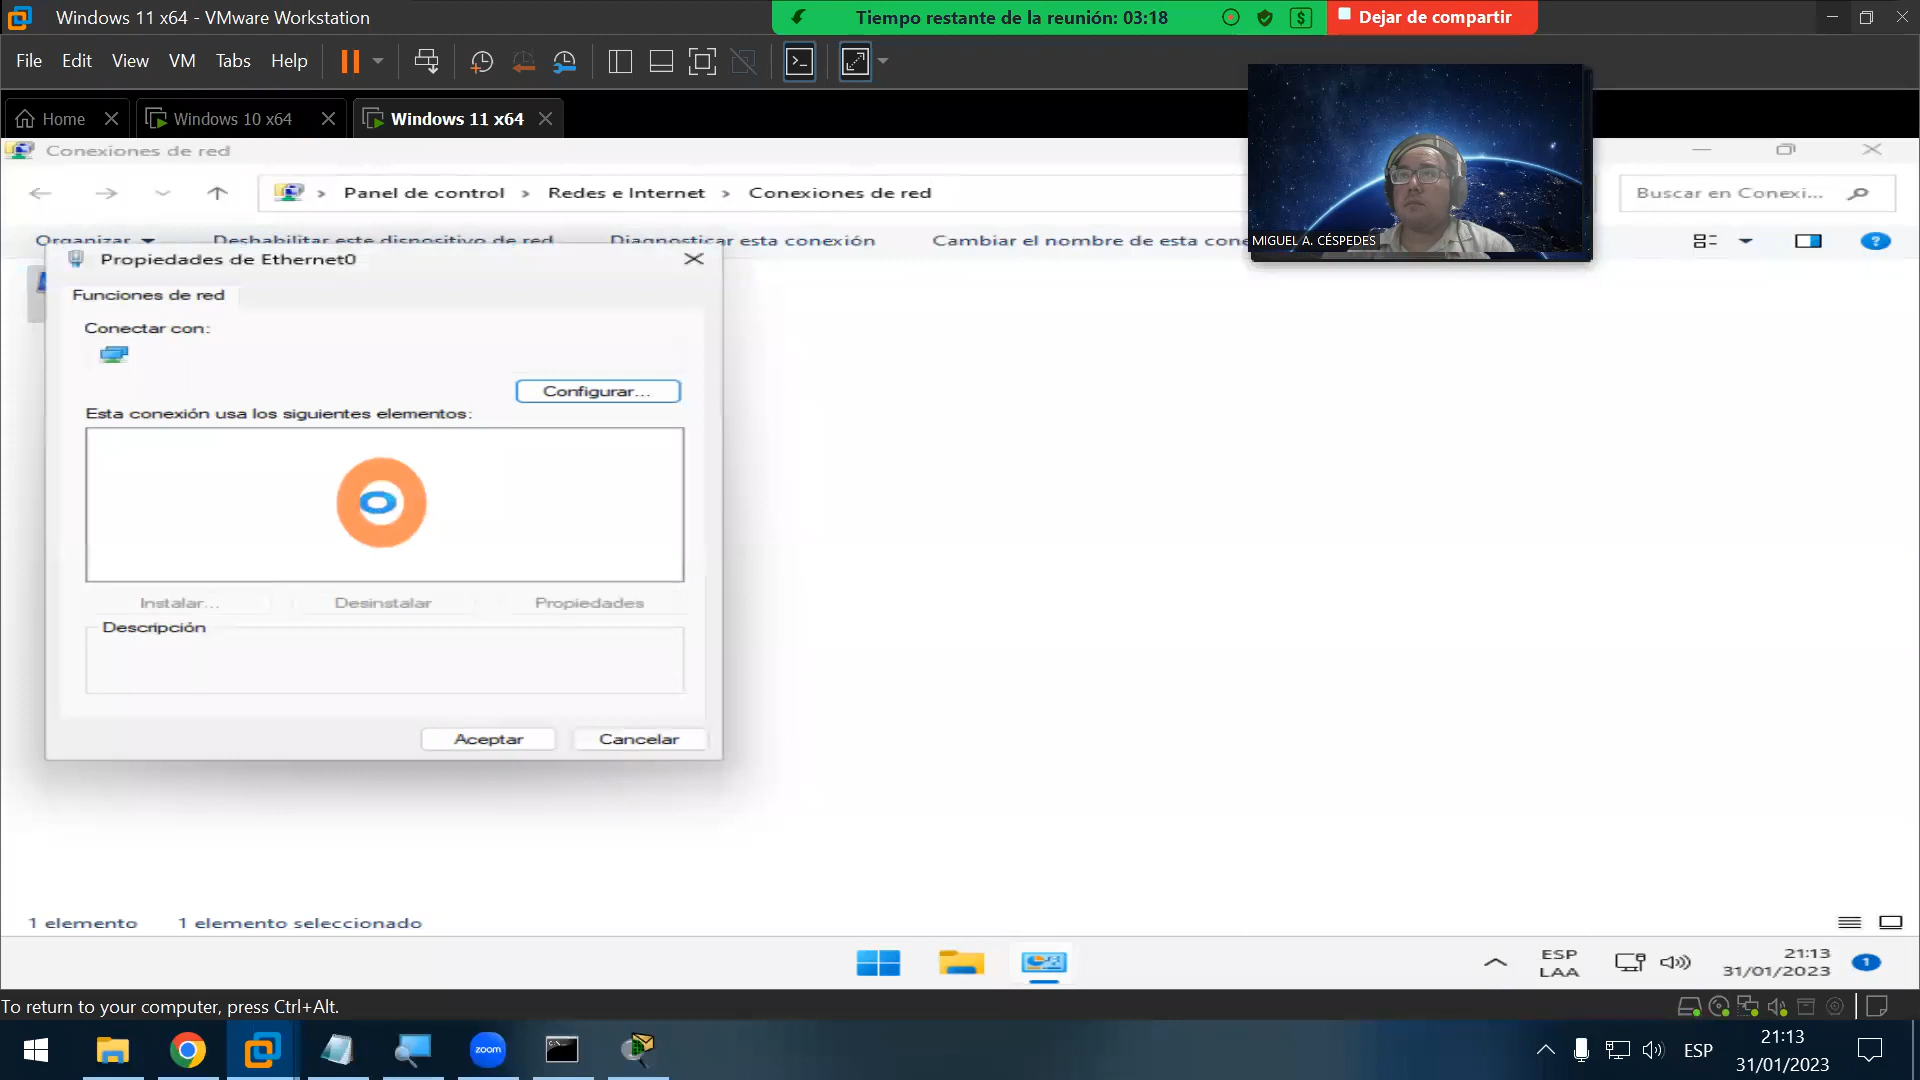 Windows 11 x64 - VMware Workstation
Tiempo restante de la reunión: 03:18
Dejar de compartir
File Edit View VM Tabs Help
Home
Windows 10 x64
Windows 11 x64
Conexiones de red
Panel de control > Redes e Internet > Conexiones de red
Buscar en Conexi...
Organizar
Deshabilitar este dispositivo de red
Diagnosticar esta conexión
Cambiar el nombre de esta cone
MIGUEL A. CÉSPEDES
Propiedades de Ethernet0
Funciones de red
Conectar con:
Configurar...
Esta conexión usa los siguientes elementos:
Instalar...
Desinstalar
Propiedades
Descripción
Aceptar
Cancelar
1 elemento
1 elemento seleccionado
ESP
LAA
21:13
31/01/2023
1
To return to your computer, press Ctrl+Alt.
zoom
ESP
21:13
31/01/2023